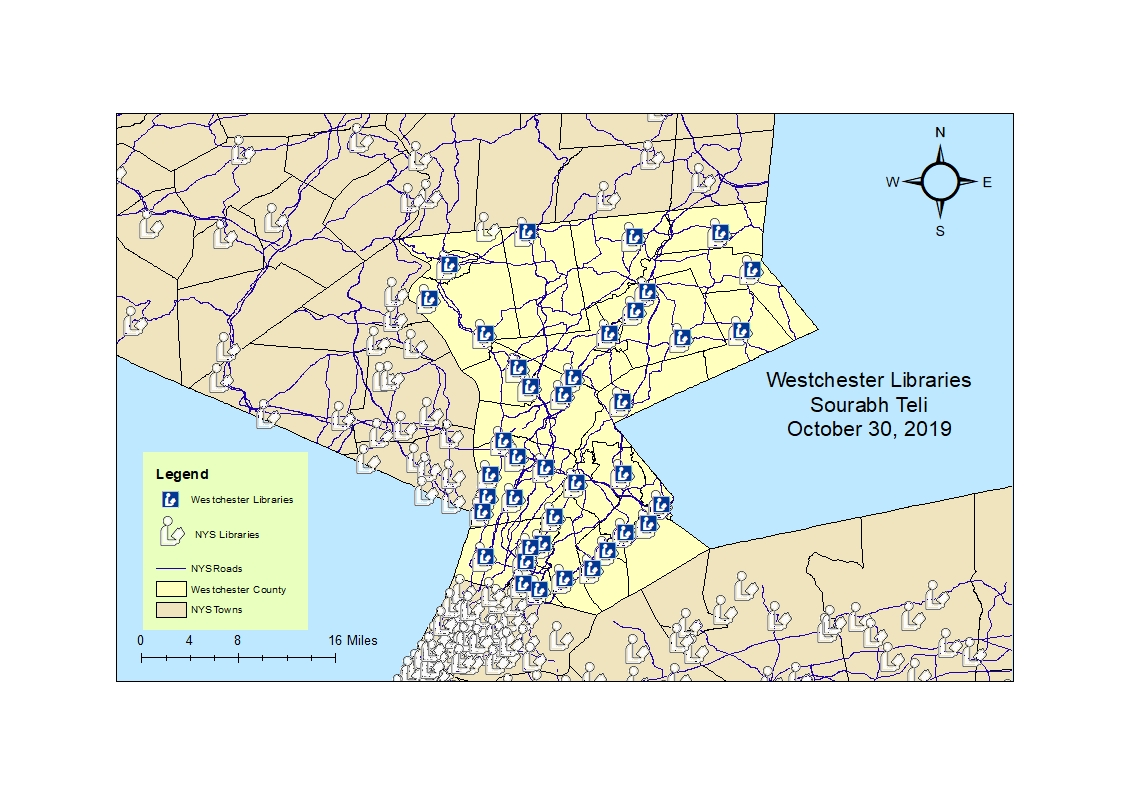 N
W E
S
Westchester Libraries
Sourabh Teli
October 30, 2019
Legend
Westchester Libraries
NYS Libraries
NYS Roads
Westchester County
NYS Towns
0 4 8 16 Miles